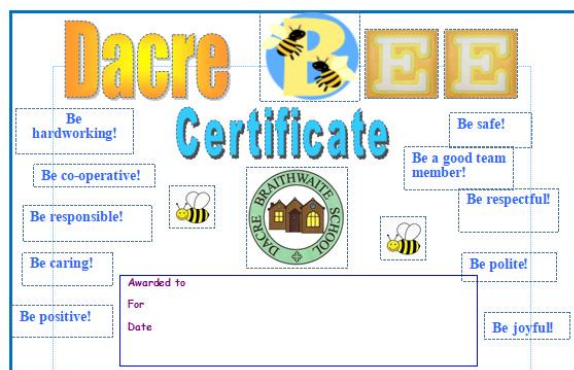 Dacre B E E
Certificate
Be
hardworking!
Be co-operative!
Be responsible!
Be caring!
Be positive!
Be safe!
Be a good team
member!
Be respectful!
Be polite!
Be joyful!
DACRE BRAITHWAITE SCHOOL
Awarded to
For
Date